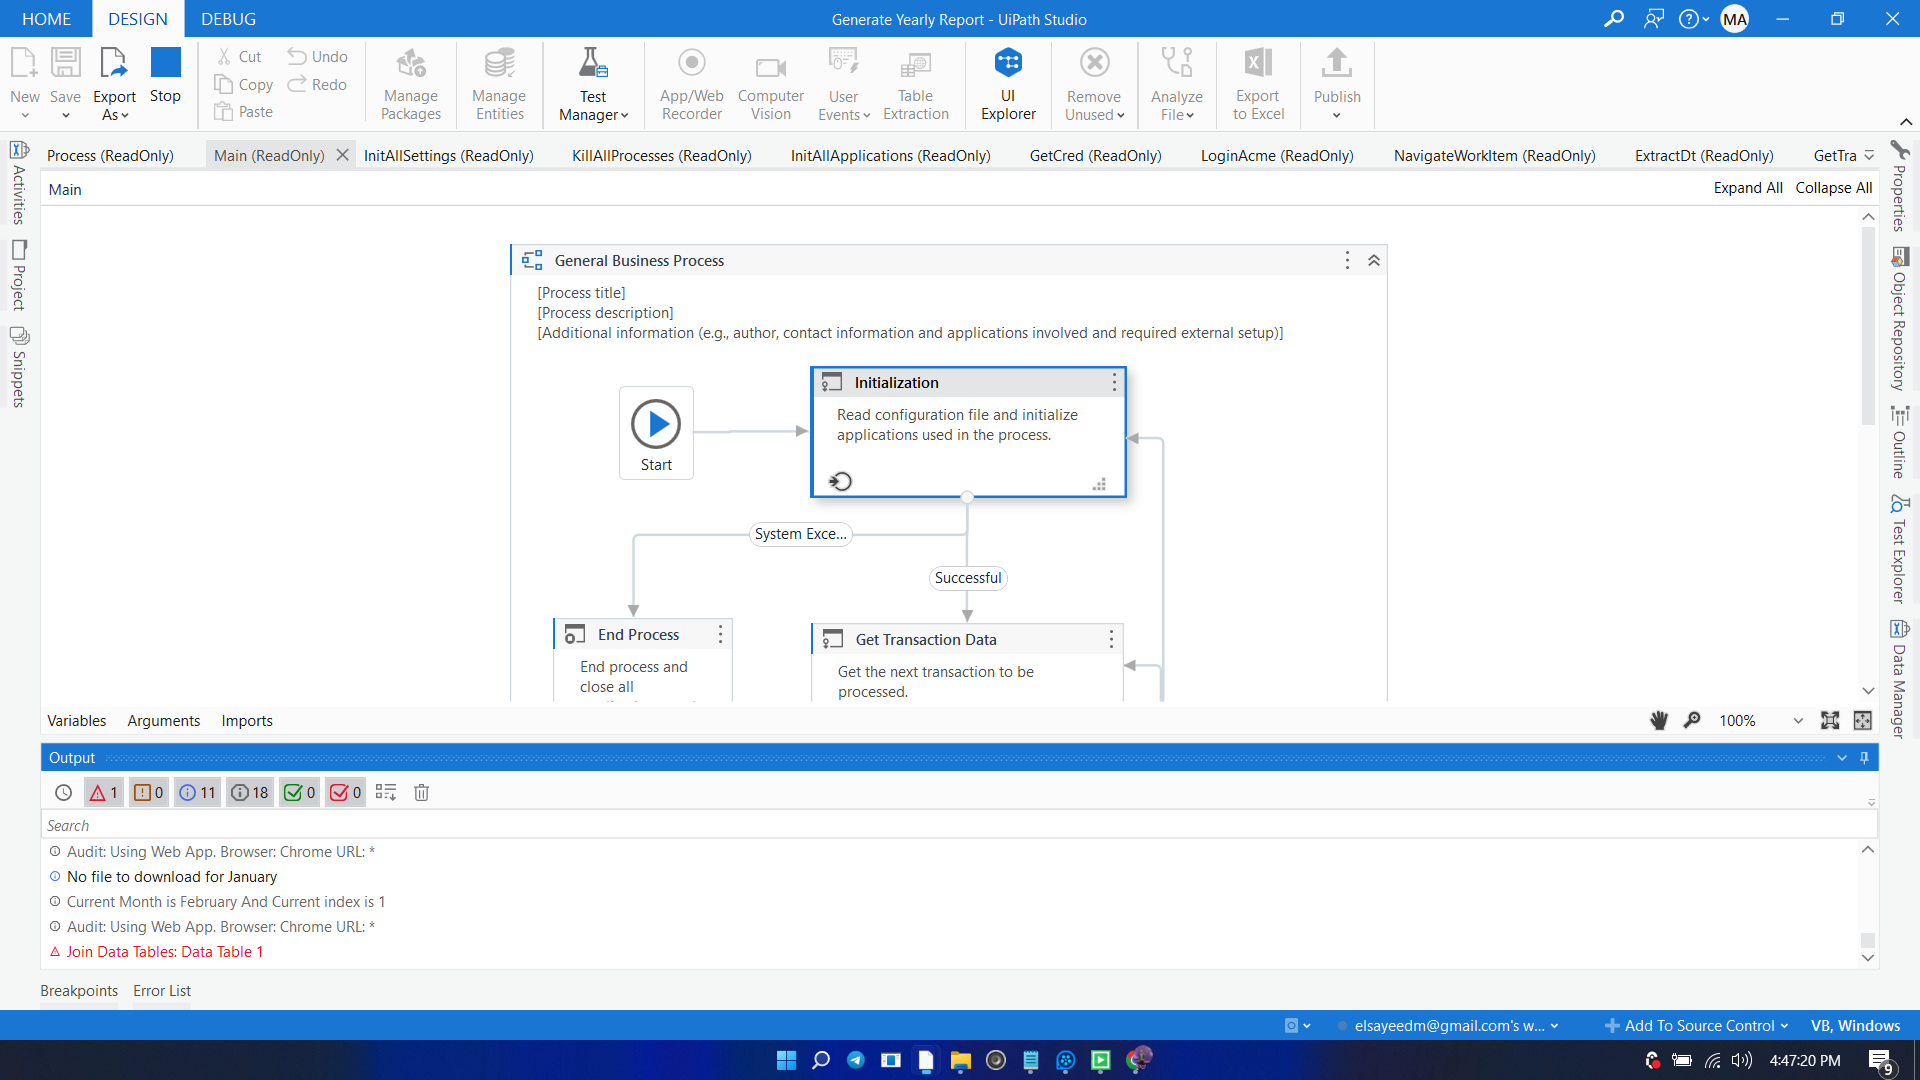 HOME DESIGN DEBUG Generate Yearly Report - UiPath Studio MA
New Save Export As Stop
Cut Copy Paste Undo Redo
Manage Packages
Manage Entities
Test Manager
App/Web Recorder
Computer Vision
User Events
Table Extraction
UI Explorer
Remove Unused
Analyze File
Export to Excel
Publish
Process (ReadOnly) Main (ReadOnly) InitAllSettings (ReadOnly) KillAllProcesses (ReadOnly) InitAllApplications (ReadOnly) GetCred (ReadOnly) LoginAcme (ReadOnly) NavigateWorkItem (ReadOnly) ExtractDt (ReadOnly) GetTra
Main Expand All Collapse All
Activities
Project
Snippets
Properties
Object Repository
Outline
Test Explorer
Data Manager
General Business Process
[Process title]
[Process description]
[Additional information (e.g., author, contact information and applications involved and required external setup)]
Start
Initialization
Read configuration file and initialize
applications used in the process.
System Exce...
Successful
End Process
End process and
close all
Get Transaction Data
Get the next transaction to be
processed.
Variables Arguments Imports 100%
Output
1 0 11 18 0 0
Search
Audit: Using Web App. Browser: Chrome URL: *
No file to download for January
Current Month is February And Current index is 1
Audit: Using Web App. Browser: Chrome URL: *
Join Data Tables: Data Table 1
Breakpoints Error List
elsayeedm@gmail.com's w... Add To Source Control VB, Windows
4:47:20 PM 9